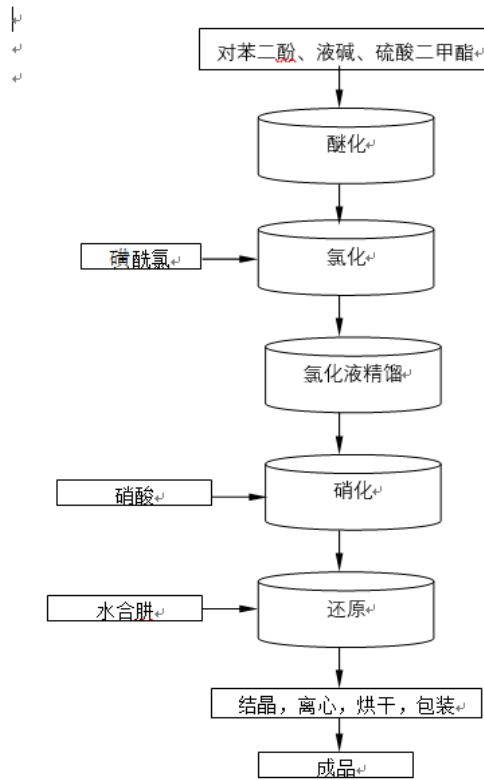 对苯二酚、液碱、硫酸二甲酯
醚化
磺酰氯
氯化
氯化液精馏
硝酸
硝化
水合肼
还原
结晶，离心，烘干，包装
成品